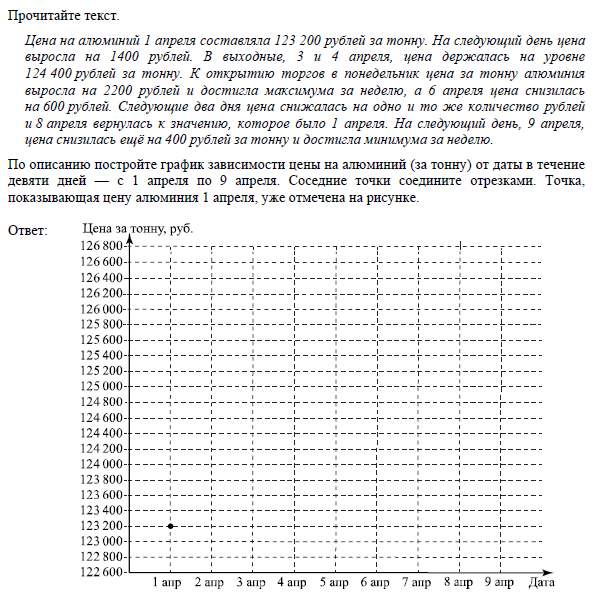 Прочитайте текст.
Цена на алюминий 1 апреля составляла 123 200 рублей за тонну. На следующий день цена
выросла на 1400 рублей. В выходные, 3 и 4 апреля, цена держалась на уровне
124 400 рублей за тонну. К открытию торгов в понедельник цена за тонну алюминия
выросла на 2200 рублей и достигла максимума за неделю, а 6 апреля цена снизилась
на 600 рублей. Следующие два дня цена снижалась на одно и то же количество рублей
и 8 апреля вернулась к значению, которое было 1 апреля. На следующий день, 9 апреля,
цена снизилась ещё на 400 рублей за тонну и достигла минимума за неделю.
По описанию постройте график зависимости цены на алюминий (за тонну) от даты в течение
девяти дней — с 1 апреля по 9 апреля. Соседние точки соедините отрезками. Точка,
показывающая цену алюминия 1 апреля, уже отмечена на рисунке.
Ответ:
Цена за тонну, руб.
126 800
126 600
126 400
126 200
126 000
125 800
125 600
125 400
125 200
125 000
124 800
124 600
124 400
124 200
124 000
123 800
123 600
123 400
123 200
123 000
122 800
122 600
1 апр 2 апр 3 апр 4 апр 5 апр 6 апр 7 апр 8 апр 9 апр Дата